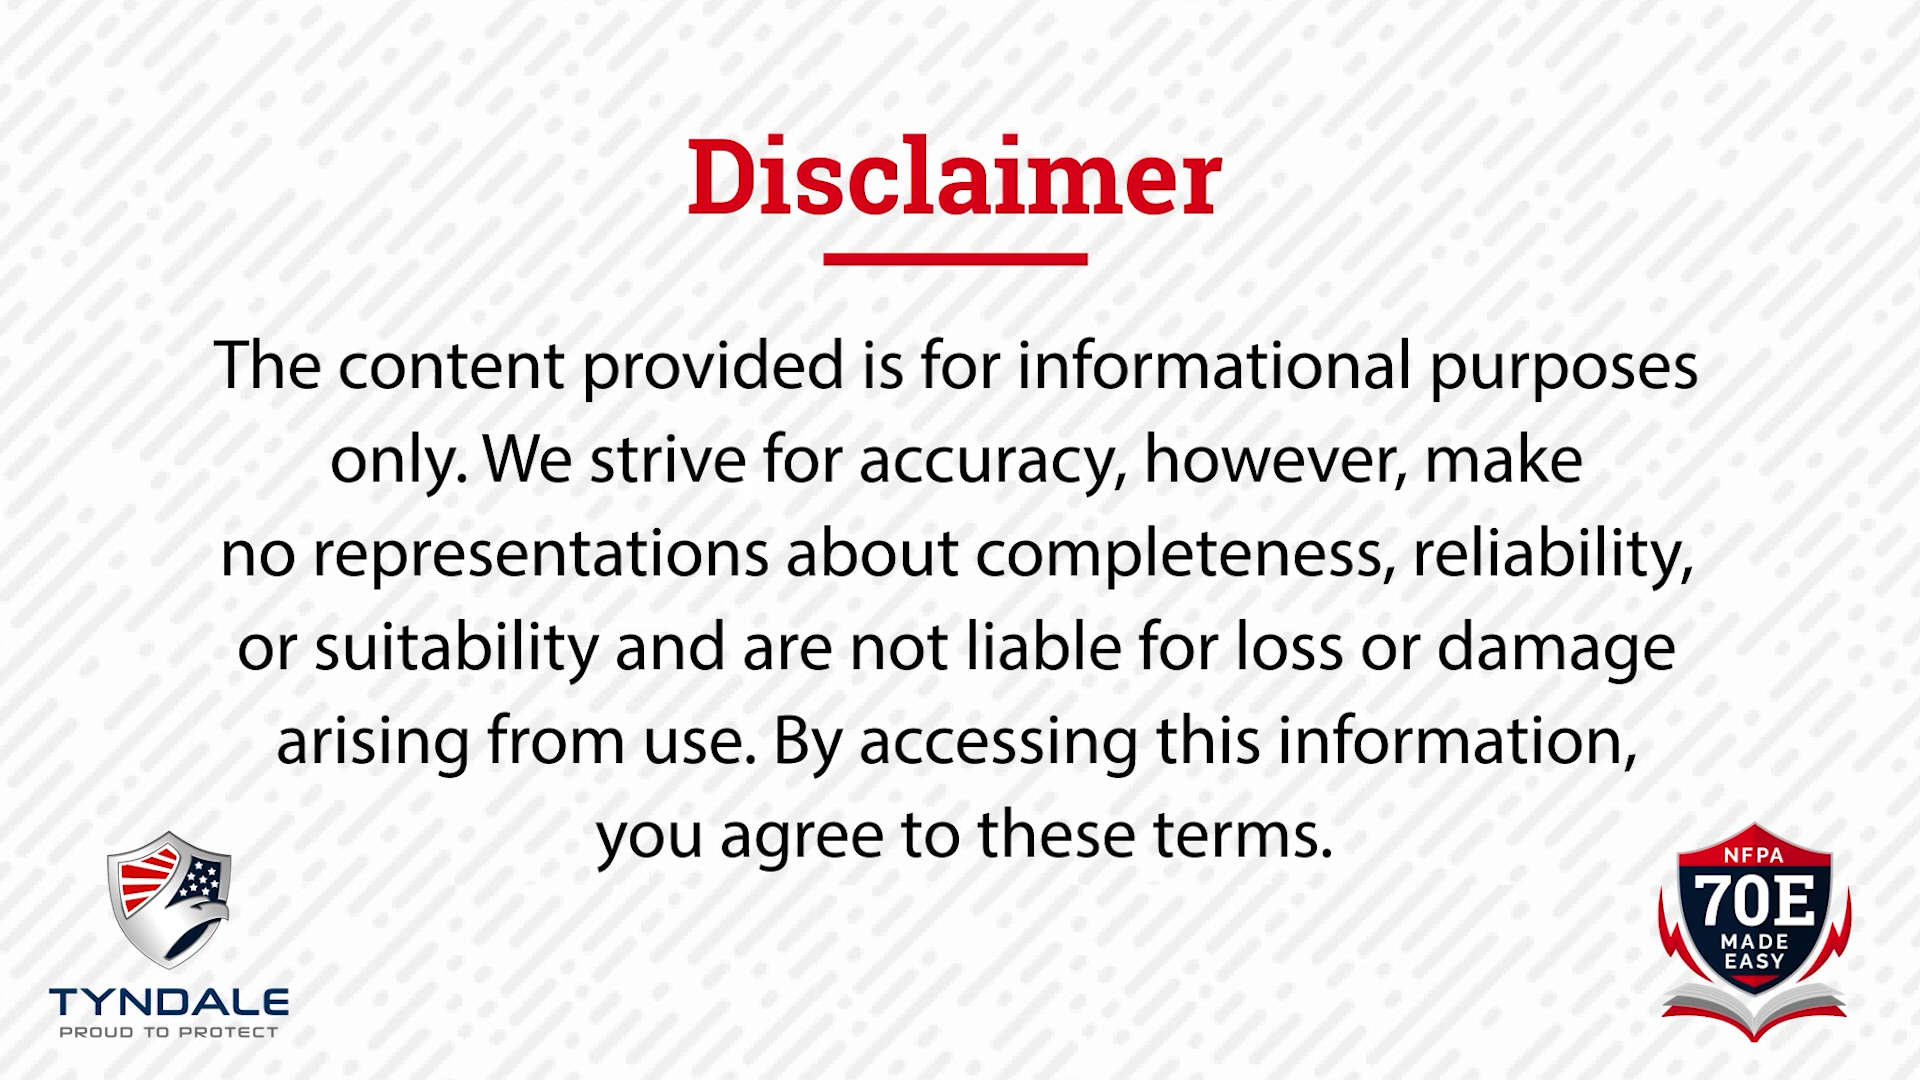 Disclaimer
The content provided is for informational purposes
only. We strive for accuracy, however, make
no representations about completeness, reliability,
or suitability and are not liable for loss or damage
arising from use. By accessing this information,
you agree to these terms.
TYNDALE
PROUD TO PROTECT
NFPA
70E
MADE
EASY